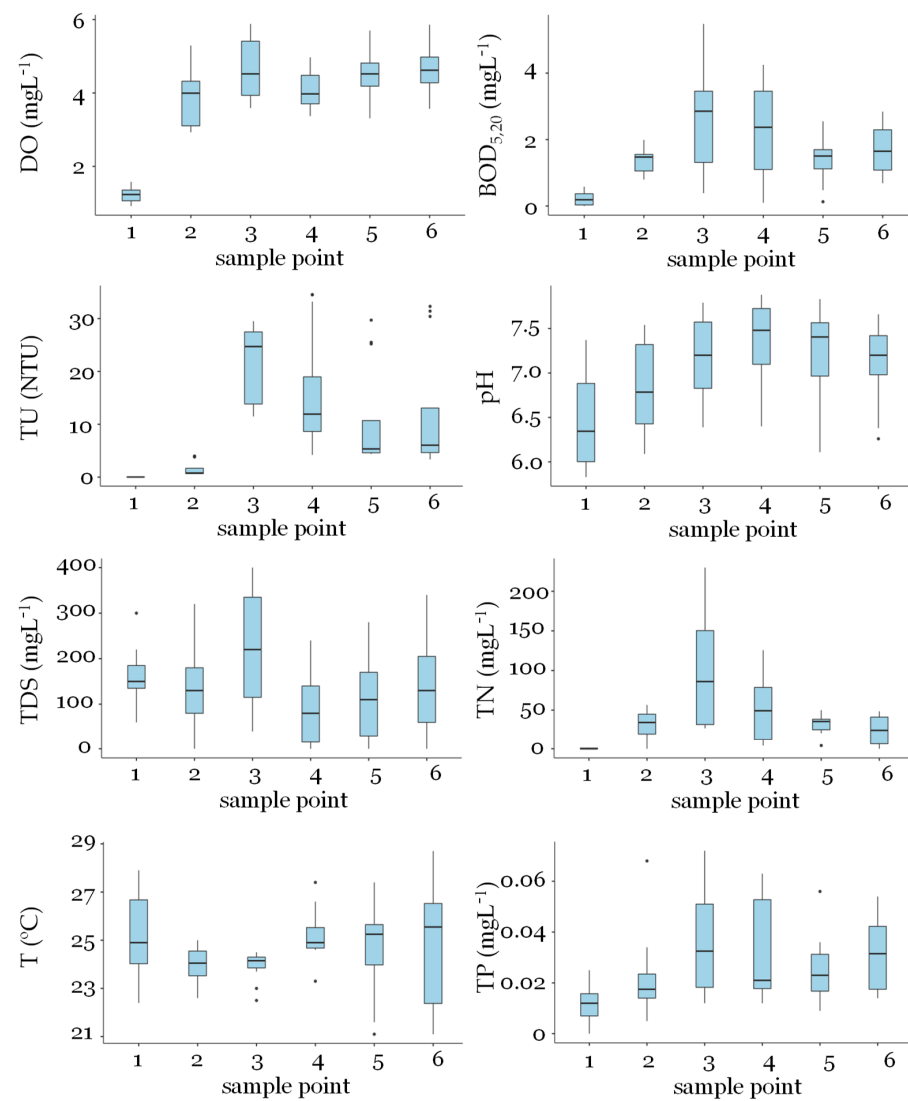 DO (mgL⁻¹)
6
4
2
1 2 3 4 5 6
sample point
BOD₅,₂₀ (mgL⁻¹)
4
2
0
1 2 3 4 5 6
sample point
TU (NTU)
30
20
10
0
1 2 3 4 5 6
sample point
pH
7.5
7.0
6.5
6.0
1 2 3 4 5 6
sample point
TDS (mgL⁻¹)
400
300
200
100
0
1 2 3 4 5 6
sample point
TN (mgL⁻¹)
200
150
100
50
0
1 2 3 4 5 6
sample point
T (ºC)
29
27
25
23
21
1 2 3 4 5 6
sample point
TP (mgL⁻¹)
0.06
0.04
0.02
0
1 2 3 4 5 6
sample point